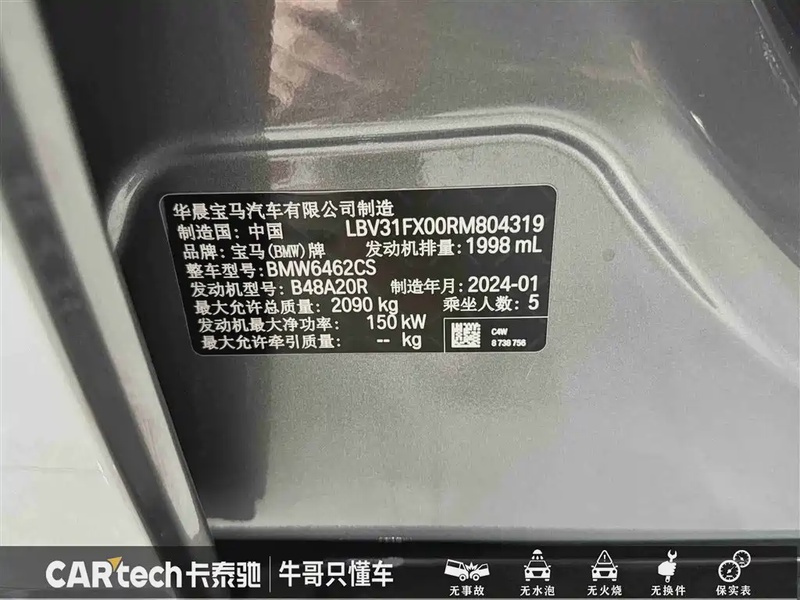 华晨宝马汽车有限公司制造
制造国：中国 LBV31FX00RM804319
品牌：宝马(BMW)牌 发动机排量：1998 mL
整车型号：BMW6462CS
发动机型号：B48A20R 制造年月：2024-01
最大允许总质量：2090 kg 乘坐人数：5
发动机最大净功率：150 kW
最大允许牵引质量：-- kg
C4W
8 738 756
CARtech卡泰驰 牛哥只懂车
无事故 无水泡 无火烧 无换件 保实表